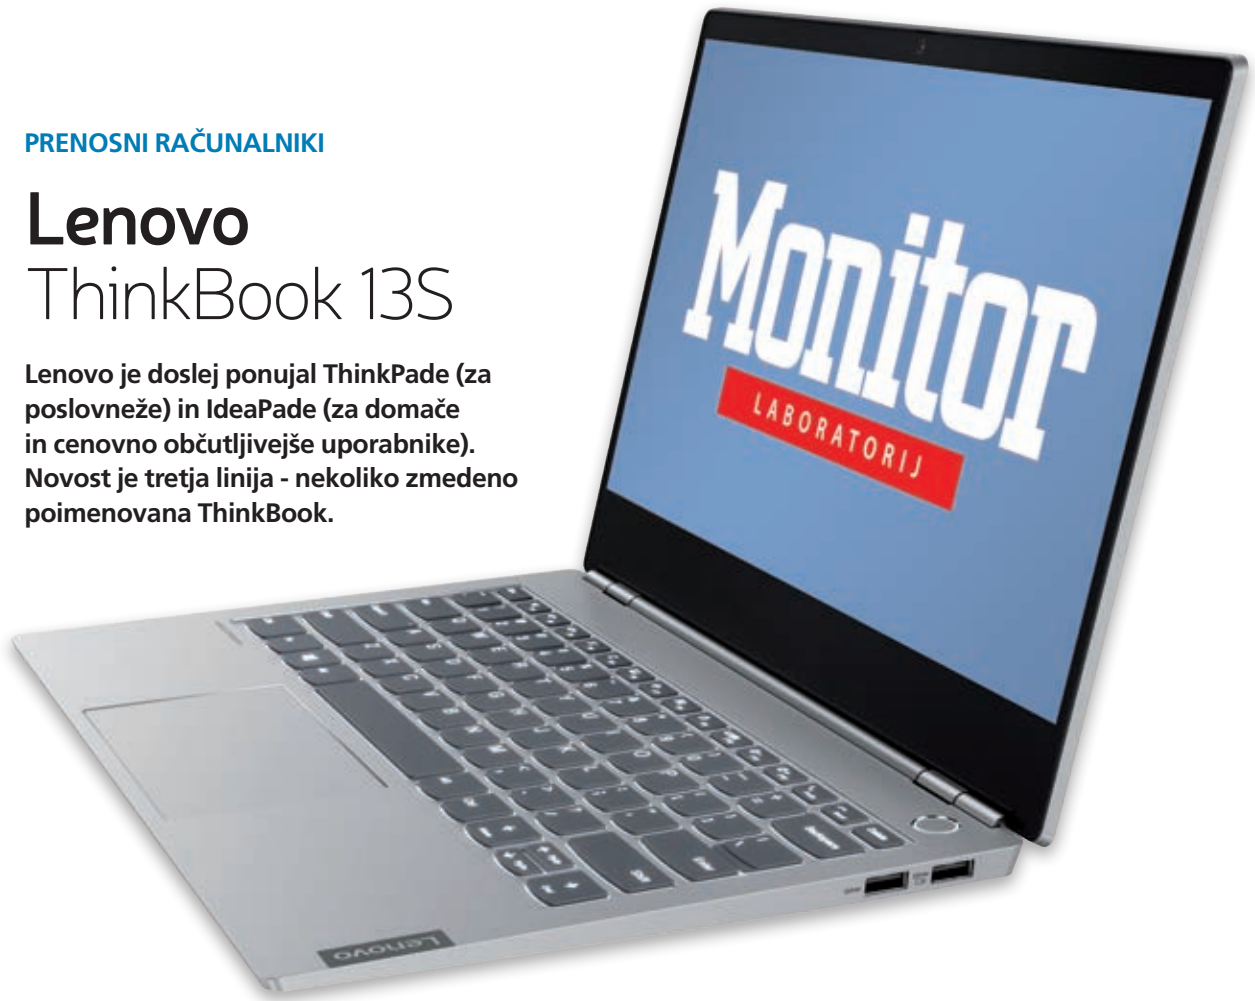 PRENOSNI RAČUNALNIKI
Lenovo
ThinkBook 13S
Lenovo je doslej ponujal ThinkPade (za
poslovneže) in IdeaPade (za domače
in cenovno občutljivejše uporabnike).
Novost je tretja linija - nekoliko zmedeno
poimenovana ThinkBook.
Monitor
LABORATORIJ
Lenovo